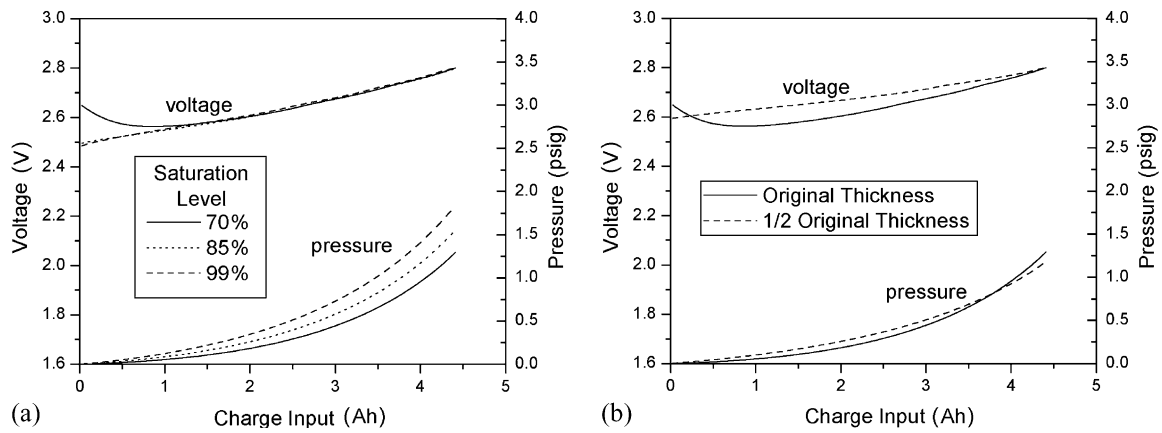 3.0
2.8
2.6
2.4
2.2
2.0
1.8
1.6
Voltage (V)
voltage
Saturation
Level
70%
85%
99%
pressure
4.0
3.5
3.0
2.5
2.0
1.5
1.0
0.5
0.0
Pressure (psig)
0 1 2 3 4 5
Charge Input (Ah)
(a)
3.0
2.8
2.6
2.4
2.2
2.0
1.8
1.6
Voltage (V)
voltage
Original Thickness
1/2 Original Thickness
pressure
4.0
3.5
3.0
2.5
2.0
1.5
1.0
0.5
0.0
Pressure (psig)
0 1 2 3 4 5
Charge Input (Ah)
(b)